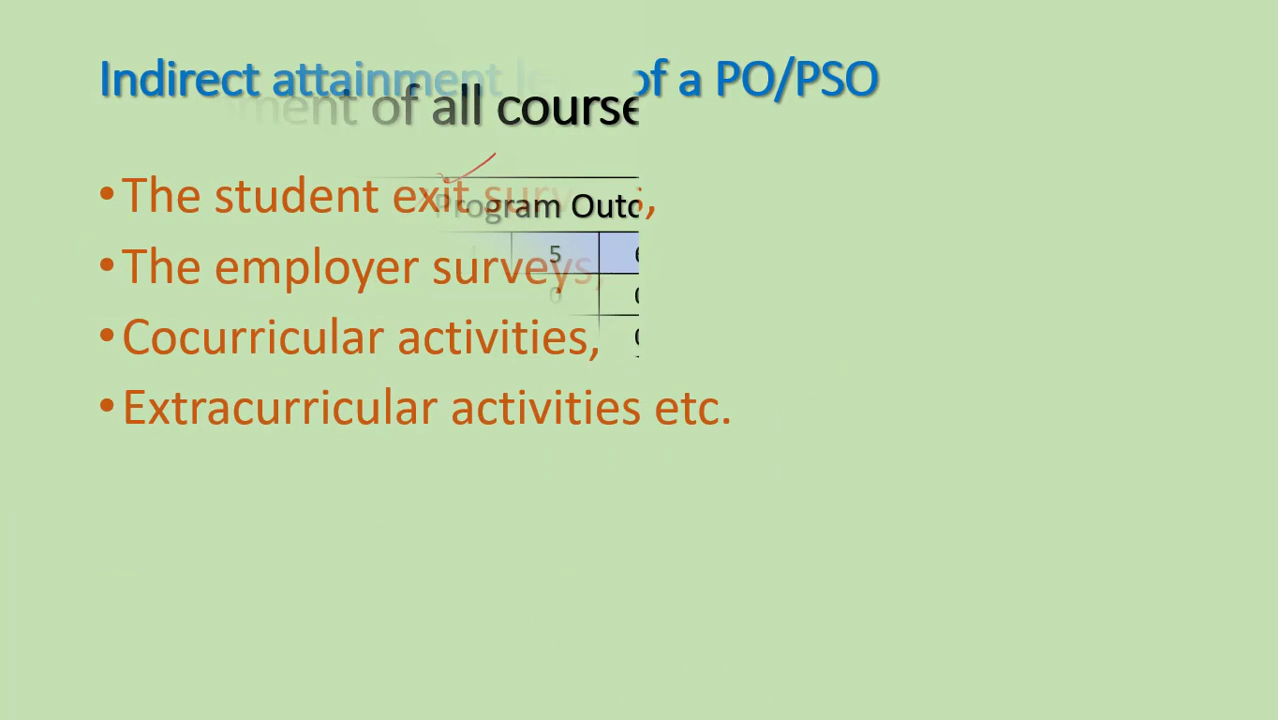 Indirect attainment of a PO/PSO
of all course
• The student exit
Program
5
• The employer surveys,
0
• Cocurricular activities,
• Extracurricular activities etc.